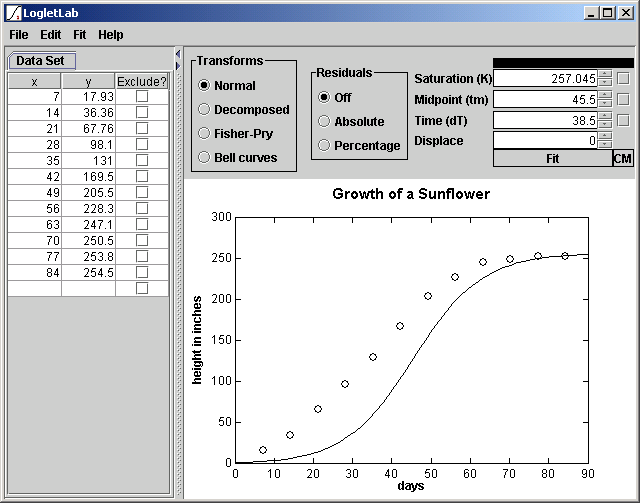 LogletLab
File Edit Fit Help
Data Set
x y Exclude?
7 17.93
14 36.36
21 67.76
28 98.1
35 131
42 169.5
49 205.5
56 228.3
63 247.1
70 250.5
77 253.8
84 254.5
Transforms
Normal
Decomposed
Fisher-Pry
Bell curves
Residuals
Off
Absolute
Percentage
Saturation (K) 257.045
Midpoint (tm) 45.5
Time (dT) 38.5
Displace 0
Fit CM
Growth of a Sunflower
height in inches
300
250
200
150
100
50
0
0 10 20 30 40 50 60 70 80 90
days